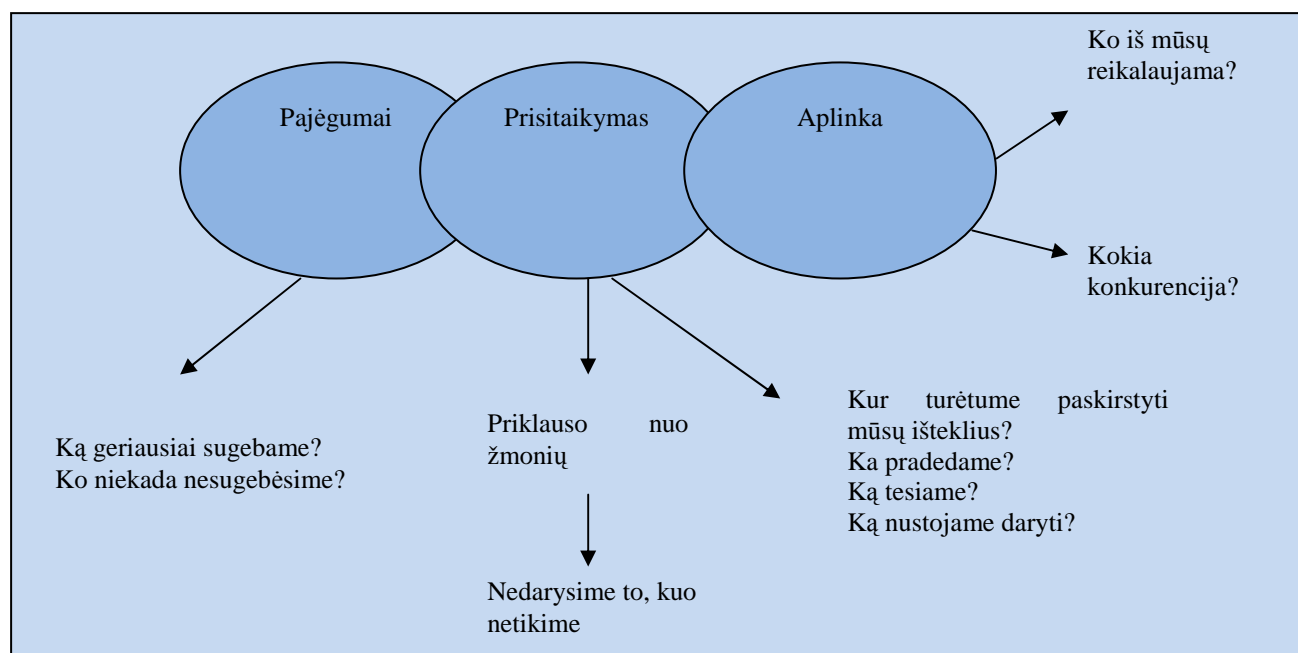 Ko iš mūsų
reikalaujama?
Pajėgumai
Prisitaikymas
Aplinka
Kokia
konkurencija?
Ką geriausiai sugebame?
Ko niekada nesugebėsime?
Priklauso nuo
žmonių
Kur turėtume paskirstyti
mūsų išteklius?
Ka pradedame?
Ką tesiame?
Ką nustojame daryti?
Nedarysime to, kuo
netikime